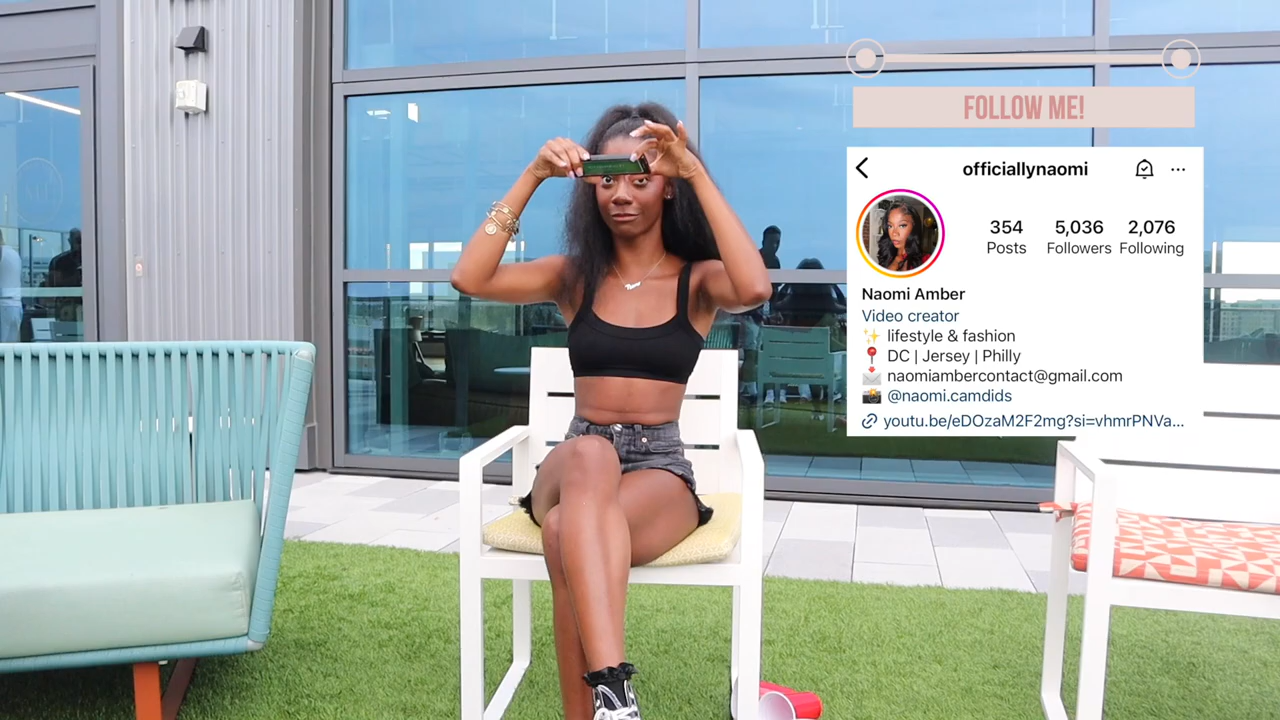 FOLLOW ME!
officiallynaomi
354 5,036 2,076
Posts Followers Following
Naomi Amber
Video creator
lifestyle & fashion
DC | Jersey | Philly
naomiambercontact@gmail.com
@naomi.camdids
youtu.be/eDOzaM2F2mg?si=vhmrPNVa...